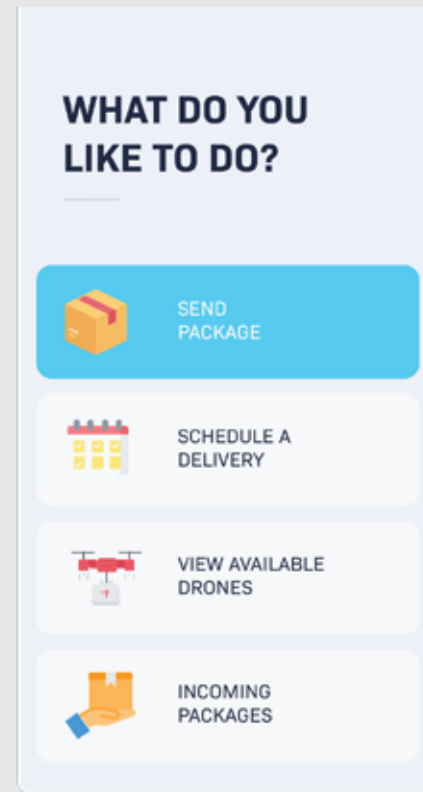 WHAT DO YOU
LIKE TO DO?
SEND
PACKAGE
SCHEDULE A
DELIVERY
VIEW AVAILABLE
DRONES
INCOMING
PACKAGES